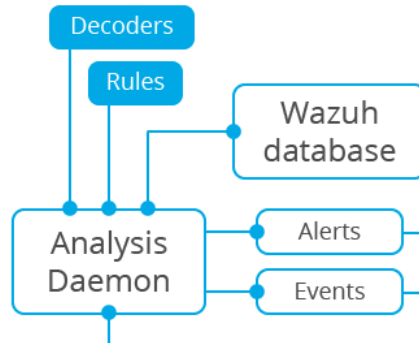 Decoders
Rules
Wazuh
database
Analysis
Daemon
Alerts
Events